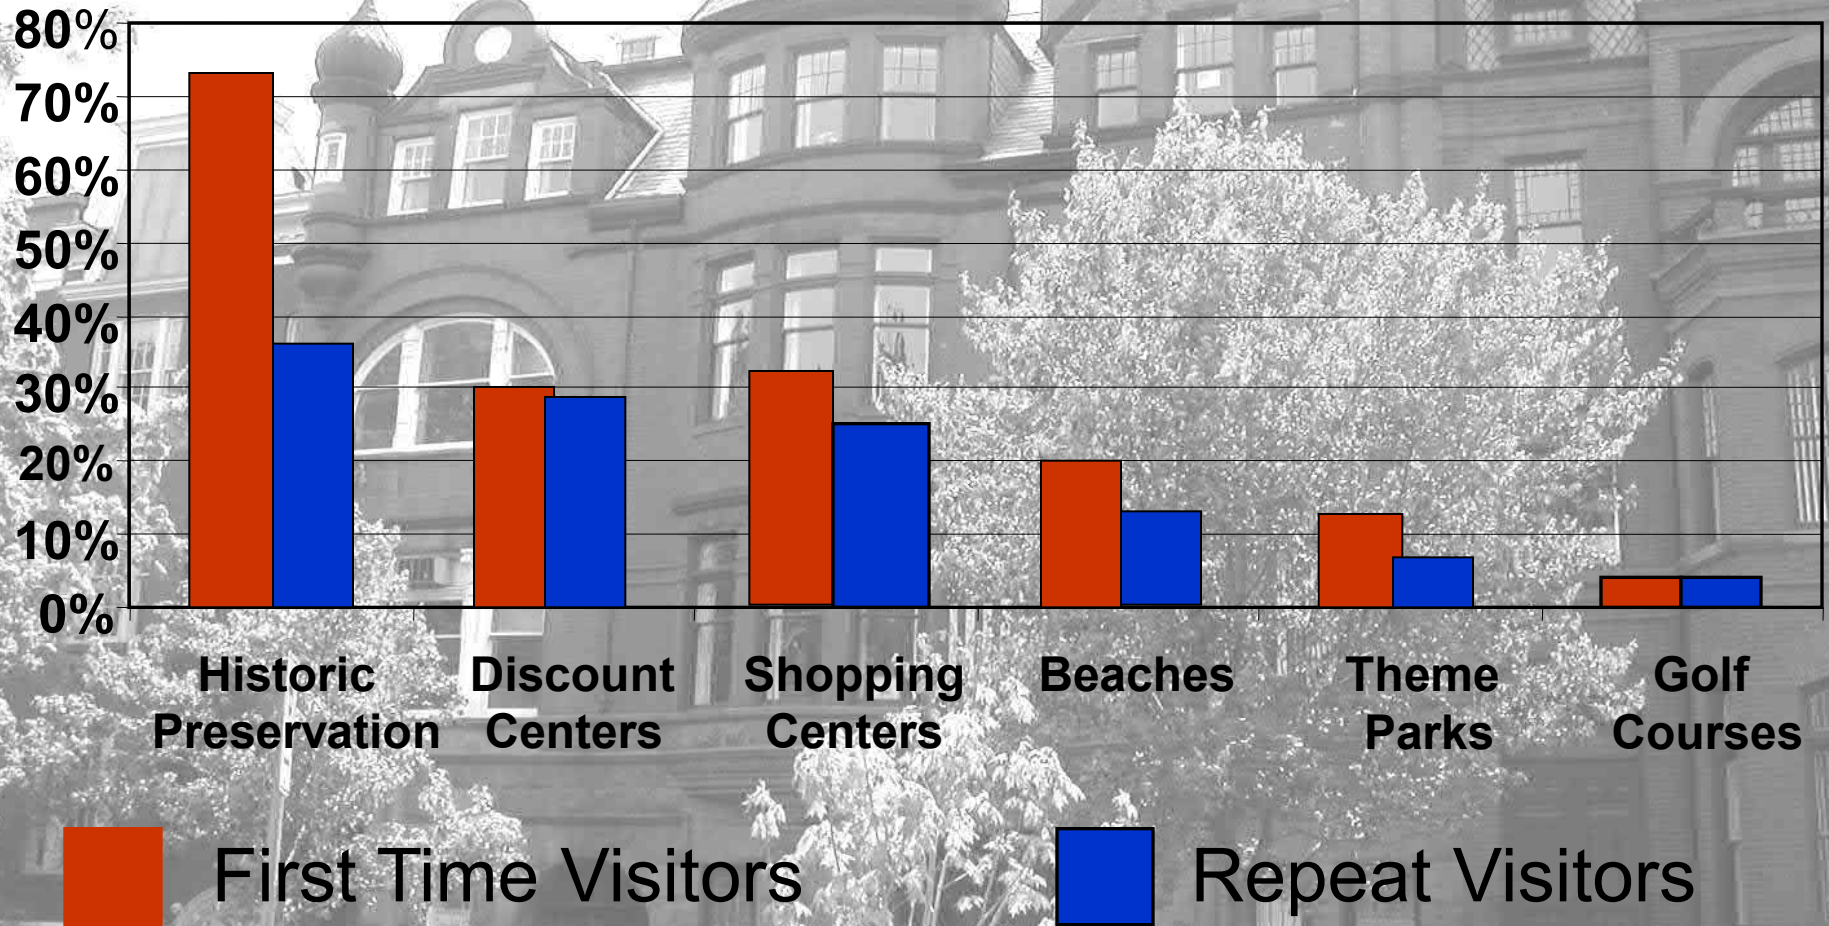 80%
70%
60%
50%
40%
30%
20%
10%
0%
Historic Preservation
Discount Centers
Shopping Centers
Beaches
Theme Parks
Golf Courses
First Time Visitors
Repeat Visitors